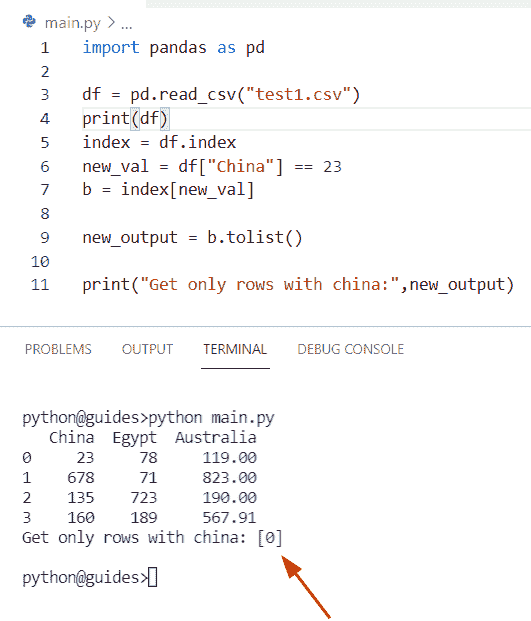 main.py > ...
1 import pandas as pd
2
3 df = pd.read_csv("test1.csv")
4 print(df)
5 index = df.index
6 new_val = df["China"] == 23
7 b = index[new_val]
8
9 new_output = b.tolist()
10
11 print("Get only rows with china:",new_output)
PROBLEMS OUTPUT TERMINAL DEBUG CONSOLE
python@guides>python main.py
China Egypt Australia
0 23 78 119.00
1 678 71 823.00
2 135 723 190.00
3 160 189 567.91
Get only rows with china: [0]
python@guides>